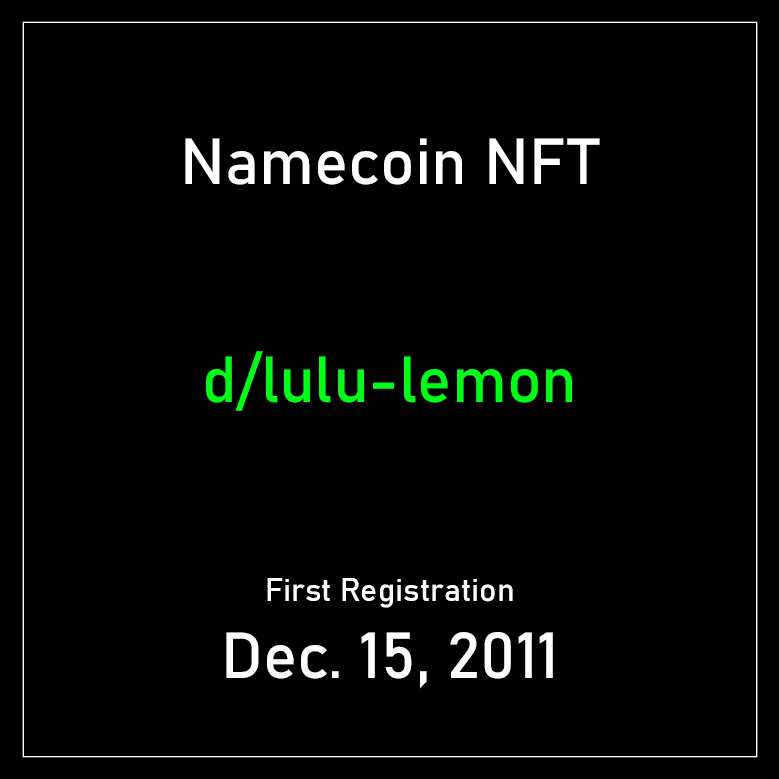 Namecoin NFT
d/lulu-lemon
First Registration
Dec. 15, 2011